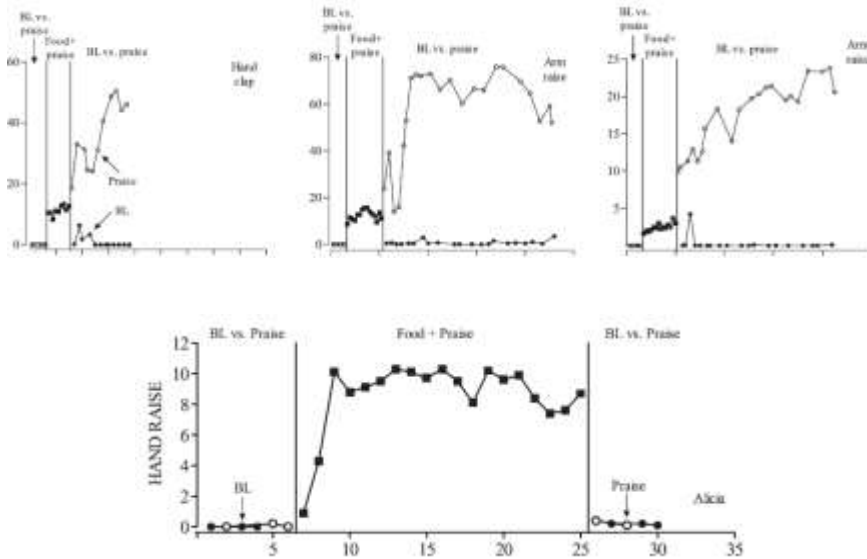 BL vs.
praise
Food+
praise
BL vs. praise
Hand
clap
60
40
20
0
Praise
BL
BL vs.
praise
Food+
praise
BL vs. praise
Arm
raise
80
60
40
20
0
BL vs.
praise
Food+
praise
BL vs. praise
Arm
raise
25
20
15
10
5
BL vs. Praise
Food + Praise
BL vs. Praise
HAND RAISE
12
10
8
6
4
2
0
BL
Praise
Alicia
5
10
15
20
25
30
35